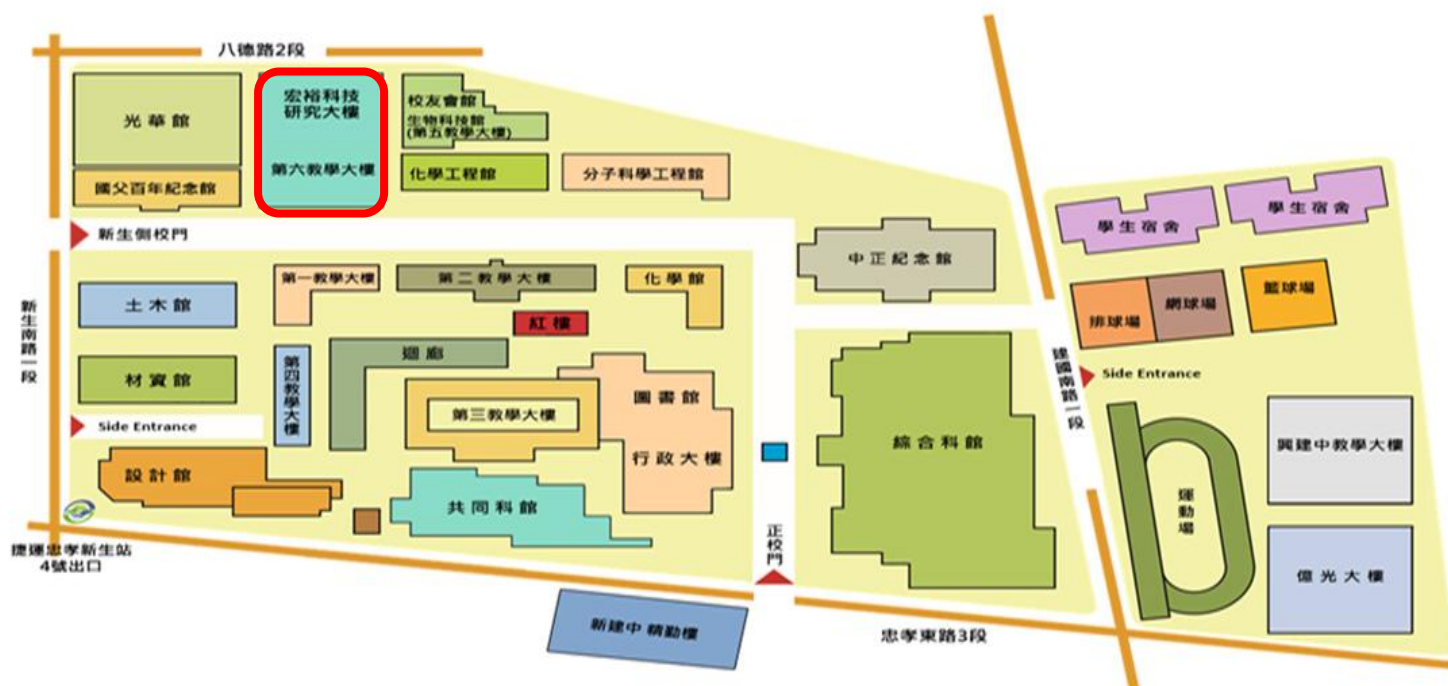 八德路2段
光華館
宏裕科技
研究大樓
第六教學大樓
校友會館
生物科技館
(第五教學大樓)
國父百年紀念館
化學工程館
分子科學工程館
新生側校門
學生宿舍
學生宿舍
中正紀念館
第一教學大樓
第二教學大樓
化學館
土木館
紅樓
排球場
網球場
籃球場
新生南路一段
材資館
第四教學大樓
迴廊
第三教學大樓
圖書館
行政大樓
綜合科館
建國南路一段
Side Entrance
Side Entrance
設計館
共同科館
興建中教學大樓
運動場
捷運忠孝新生站
4號出口
正校門
億光大樓
新建中 精勤樓
忠孝東路3段